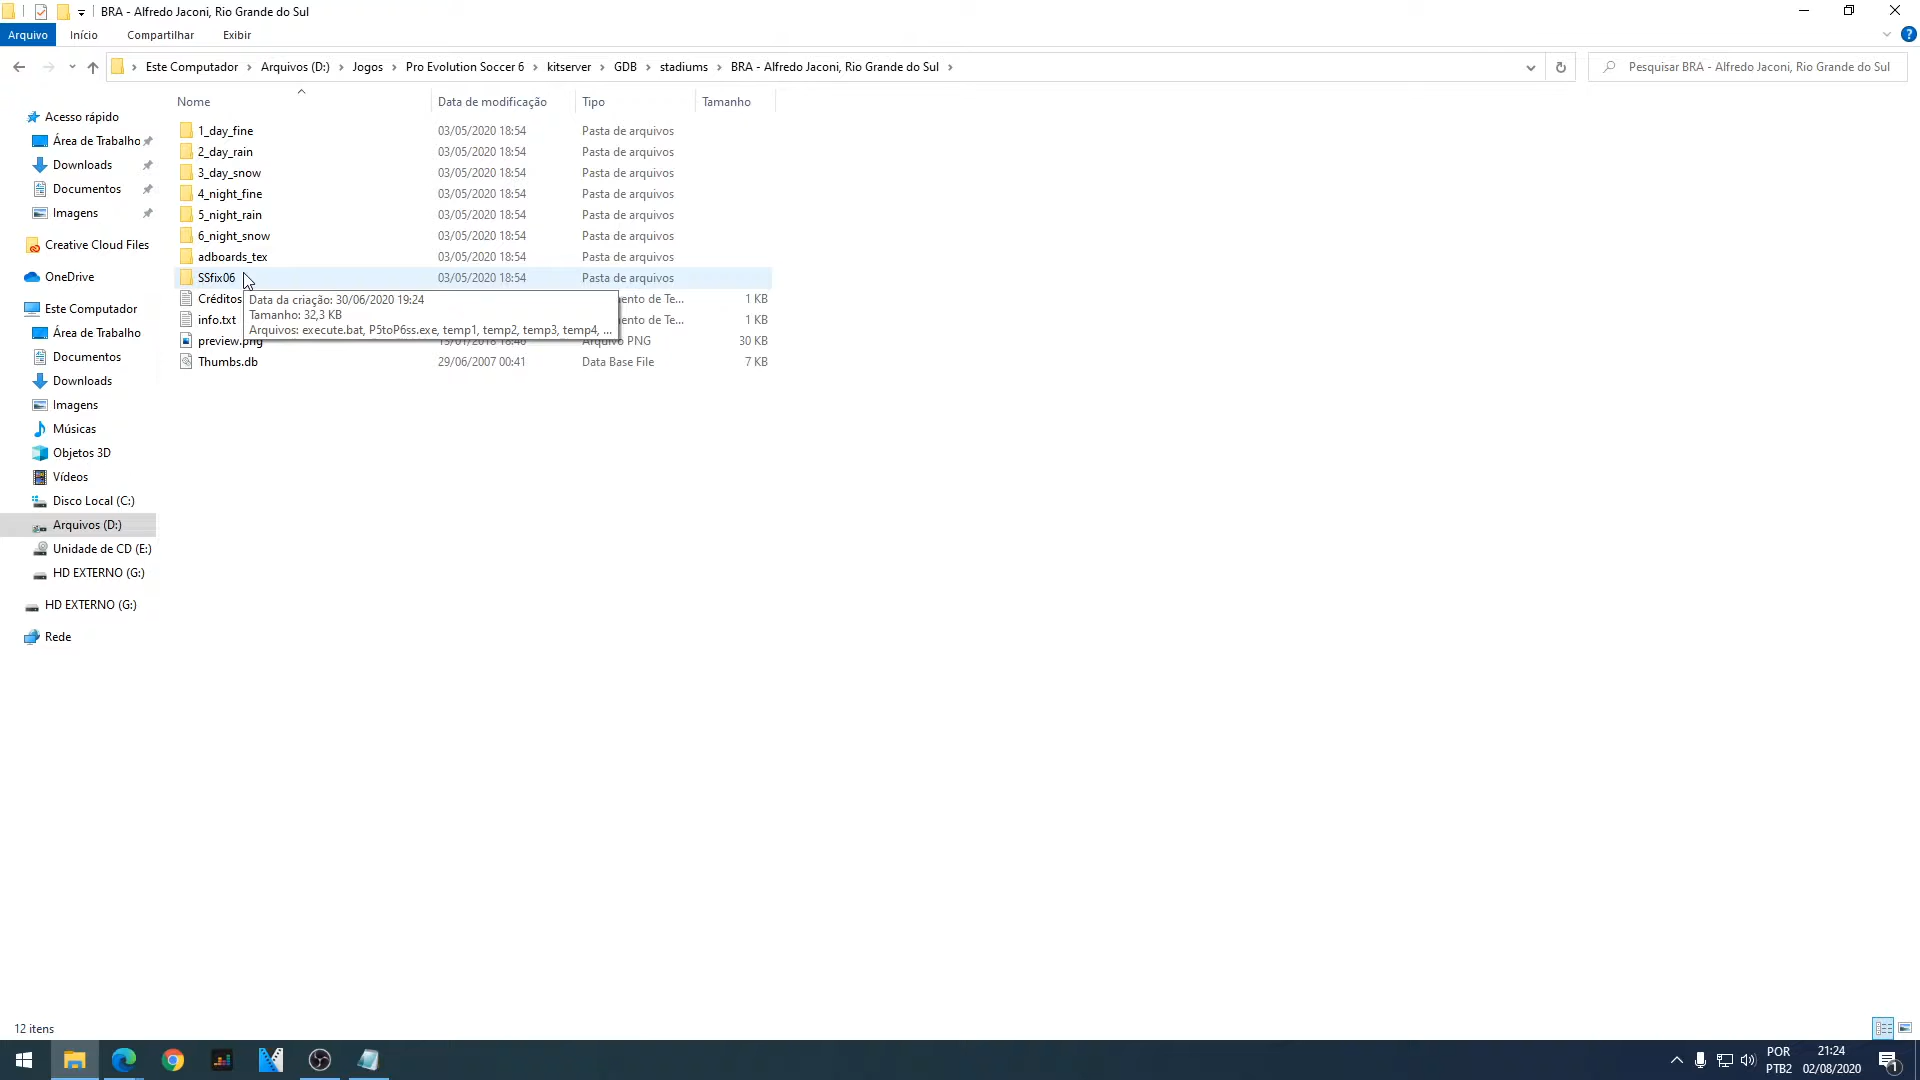 BRA - Alfredo Jaconi, Rio Grande do Sul
Arquivo Início Compartilhar Exibir
Este Computador Arquivos (D:) Jogos Pro Evolution Soccer 6 kitserver GDB stadiums BRA - Alfredo Jaconi, Rio Grande do Sul
Pesquisar BRA - Alfredo Jaconi, Rio Grande do Sul
Nome Data de modificação Tipo Tamanho
1_day_fine 03/05/2020 18:54 Pasta de arquivos
2_day_rain 03/05/2020 18:54 Pasta de arquivos
3_day_snow 03/05/2020 18:54 Pasta de arquivos
4_night_fine 03/05/2020 18:54 Pasta de arquivos
5_night_rain 03/05/2020 18:54 Pasta de arquivos
6_night_snow 03/05/2020 18:54 Pasta de arquivos
adboards_tex 03/05/2020 18:54 Pasta de arquivos
SSfix06 03/05/2020 18:54 Pasta de arquivos
Créditos 1 KB
info.txt 1 KB
preview.png Arquivo PNG 30 KB
Thumbs.db 29/06/2007 00:41 Data Base File 7 KB
Data da criação: 30/06/2020 19:24
Tamanho: 32,3 KB
Arquivos: execute.bat, P5toP6ss.exe, temp1, temp2, temp3, temp4, ...
Acesso rápido
Área de Trabalho
Downloads
Documentos
Imagens
Creative Cloud Files
OneDrive
Este Computador
Área de Trabalho
Documentos
Downloads
Imagens
Músicas
Objetos 3D
Vídeos
Disco Local (C:)
Arquivos (D:)
Unidade de CD (E:)
HD EXTERNO (G:)
HD EXTERNO (G:)
Rede
12 itens
POR
PTB2
21:24
02/08/2020
1